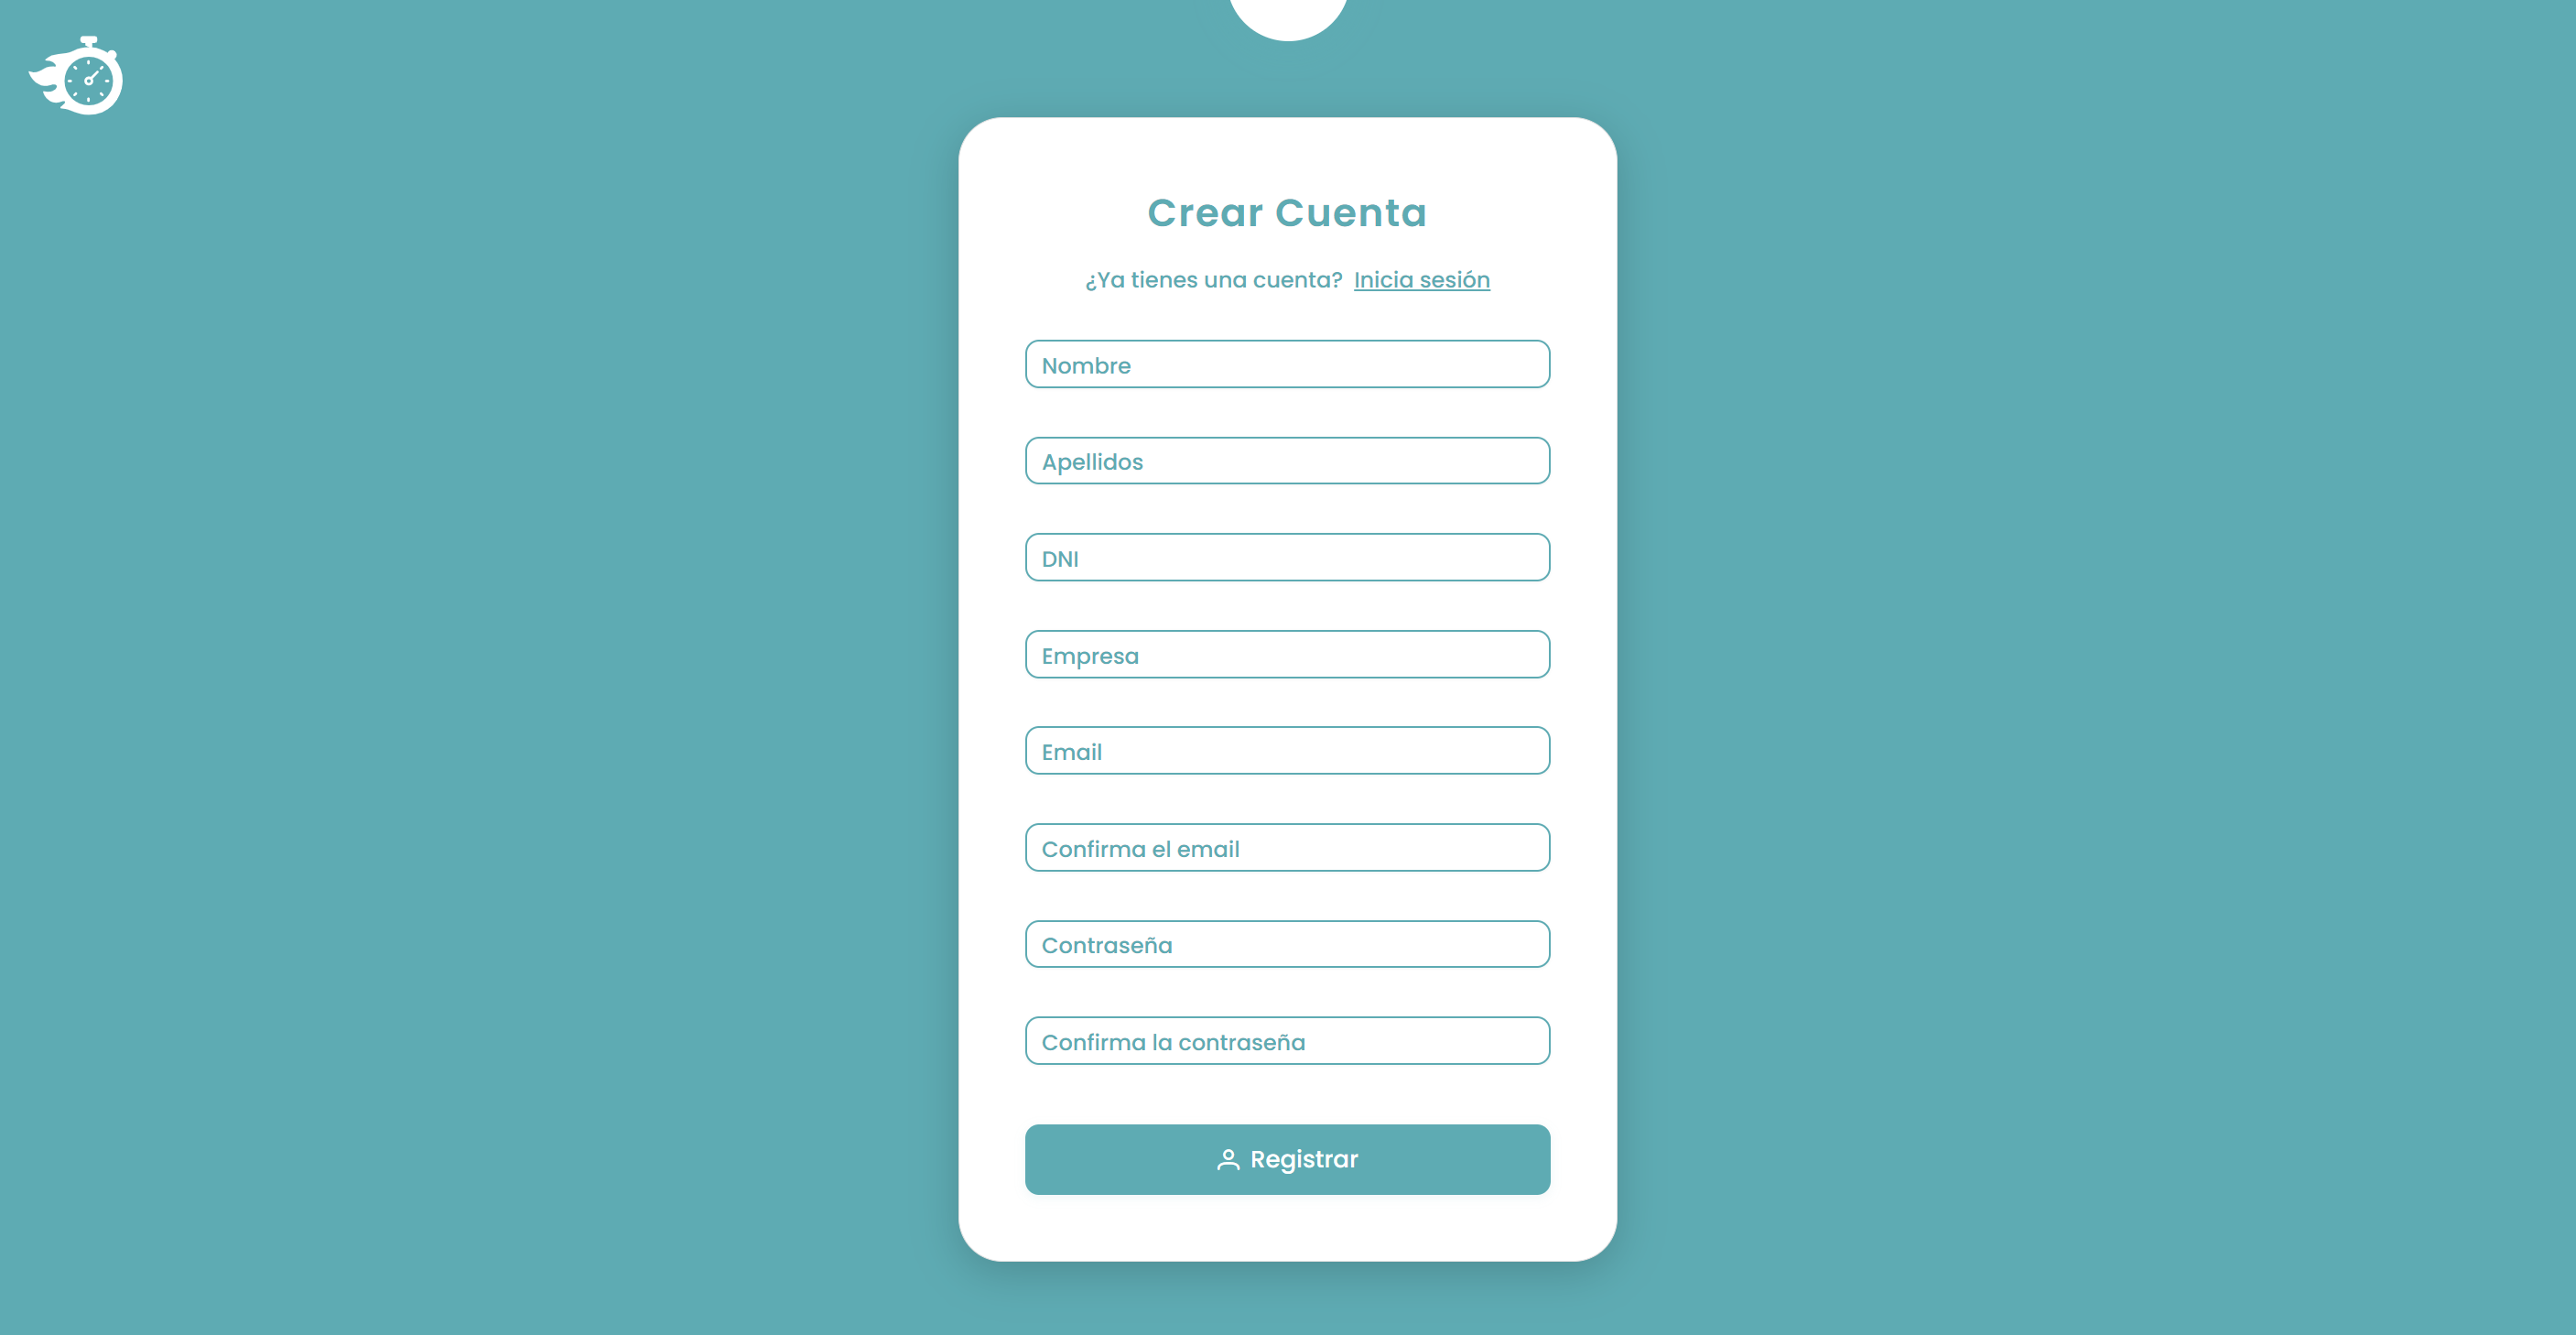 Crear Cuenta
¿Ya tienes una cuenta? Inicia sesión
Nombre
Apellidos
DNI
Empresa
Email
Confirma el email
Contraseña
Confirma la contraseña
Registrar